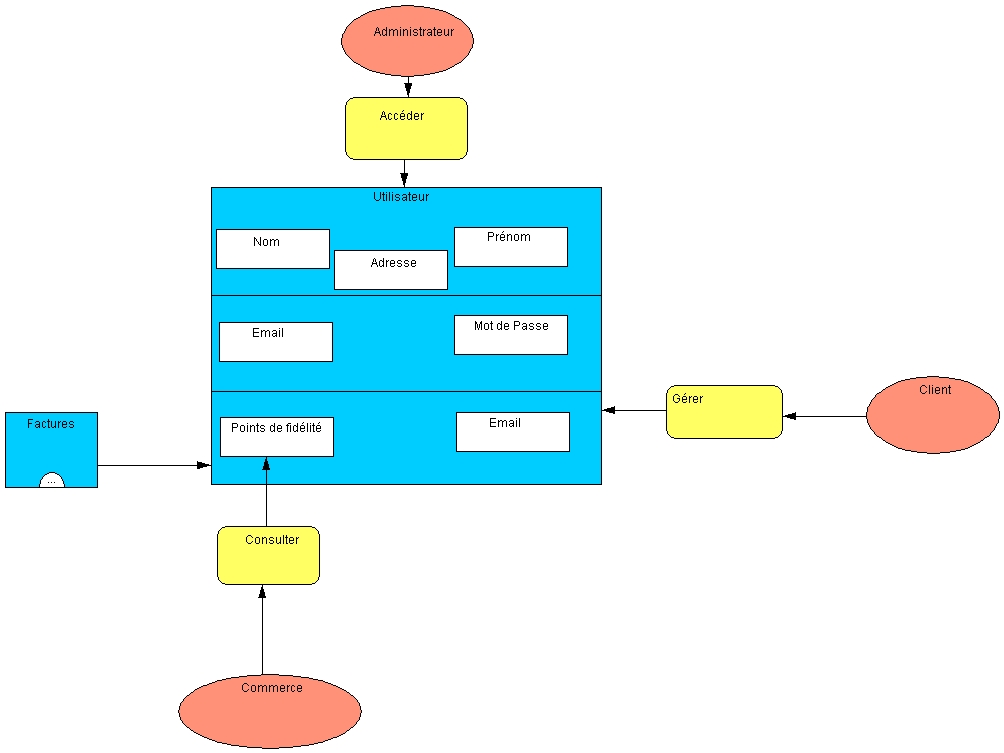 Administrateur
Accéder
Utilisateur
Nom
Prénom
Adresse
Email
Mot de Passe
Points de fidélité
Email
Gérer
Client
Factures
...
Consulter
Commerce